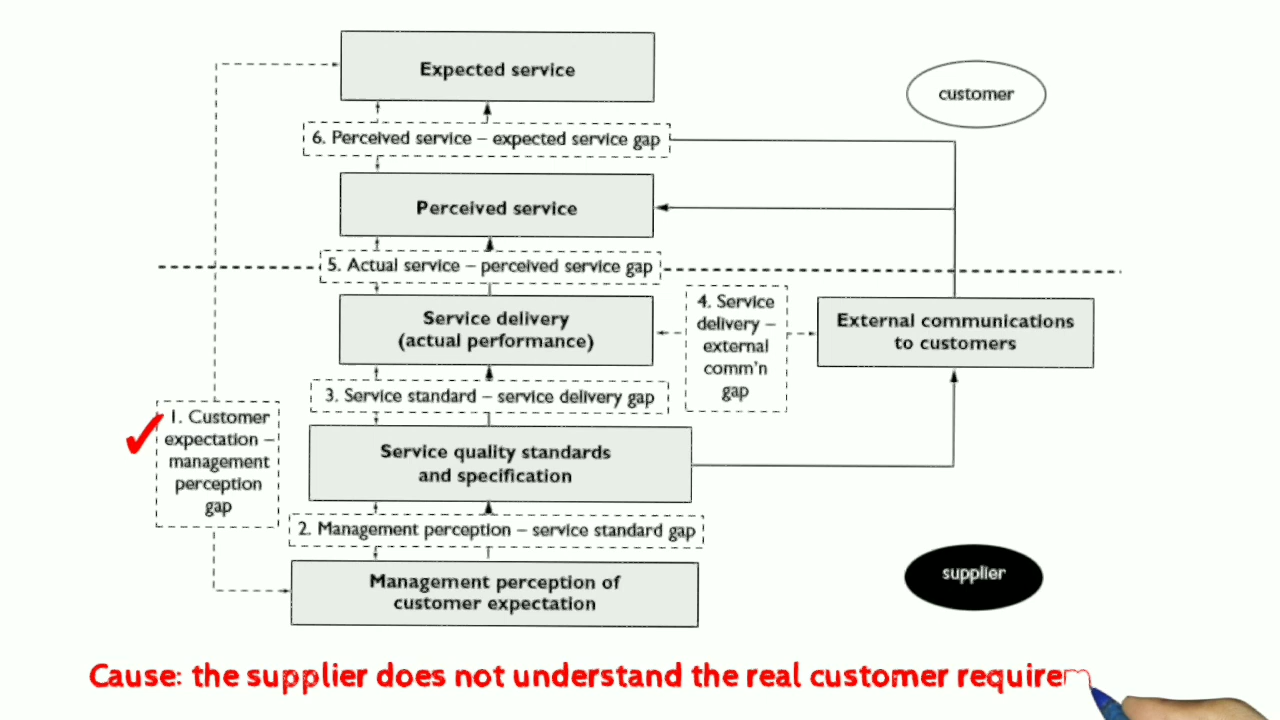 Expected service
customer
6. Perceived service – expected service gap
Perceived service
5. Actual service – perceived service gap
Service delivery
(actual performance)
4. Service
delivery –
external
comm'n
gap
External communications
to customers
3. Service standard – service delivery gap
1. Customer
expectation –
management
perception
gap
Service quality standards
and specification
2. Management perception – service standard gap
Management perception of
customer expectation
supplier
Cause: the supplier does not understand the real customer requirem